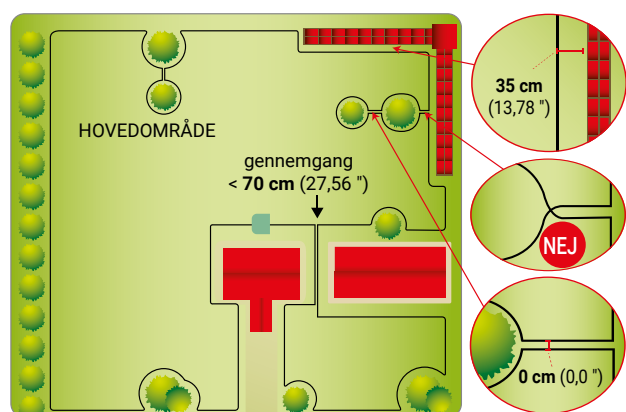 HOVEDOMRÅDE
gennemgang
< 70 cm (27,56 ")
35 cm
(13,78 ")
NEJ
0 cm (0,0 ")